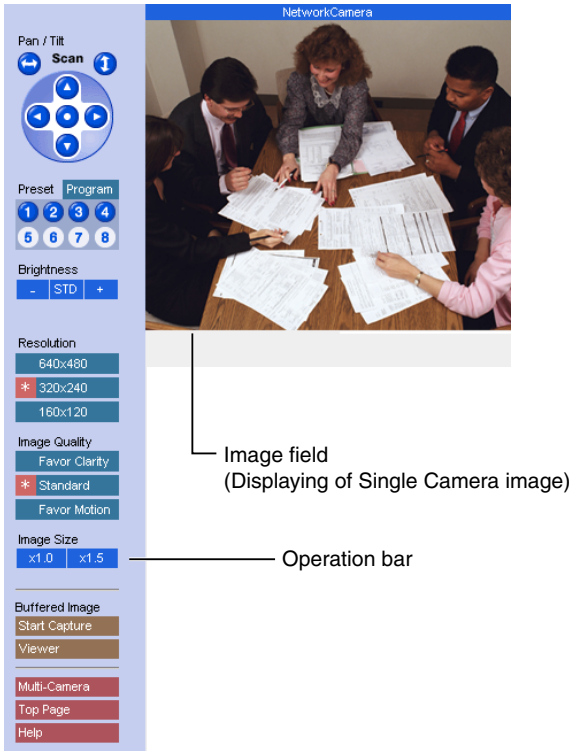 NetworkCamera
Pan / Tilt
Scan
Preset Program
1 2 3 4
5 6 7 8
Brightness
- STD +
Resolution
640x480
* 320x240
160x120
Image Quality
Favor Clarity
* Standard
Favor Motion
Image Size
x1.0 x1.5
Buffered Image
Start Capture
Viewer
Multi-Camera
Top Page
Help
Image field
(Displaying of Single Camera image)
Operation bar